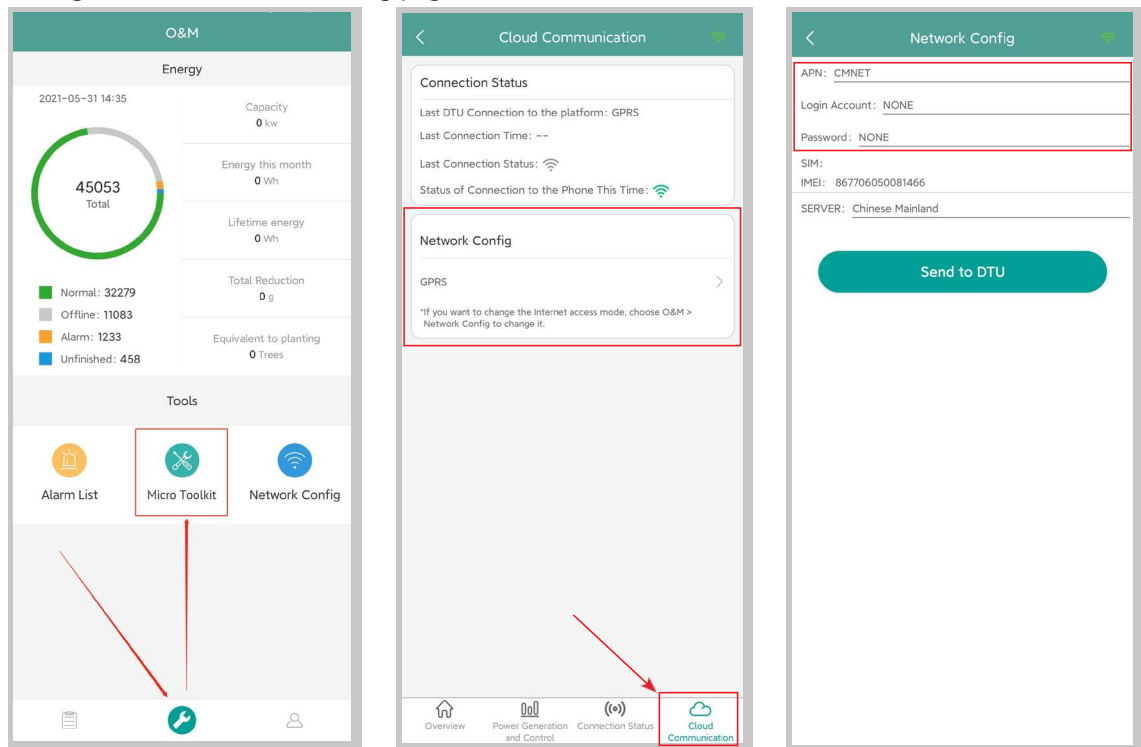 O&M
Energy
2021-05-31 14:35
45053
Total
Capacity
0 kw
Energy this month
0 Wh
Lifetime energy
0 Wh
Total Reduction
0 g
Equivalent to planting
0 Trees
Normal: 32279
Offline: 11083
Alarm: 1233
Unfinished: 458
Tools
Alarm List
Micro Toolkit
Network Config
Cloud Communication
Connection Status
Last DTU Connection to the platform: GPRS
Last Connection Time: --
Last Connection Status:
Status of Connection to the Phone This Time:
Network Config
GPRS
*If you want to change the Internet access mode, choose O&M >
Network Config to change it.
Overview
Power Generation
and Control
Connection Status
Cloud
Communication
Network Config
APN: CMNET
Login Account: NONE
Password: NONE
SIM:
IMEI: 867706050081466
SERVER: Chinese Mainland
Send to DTU